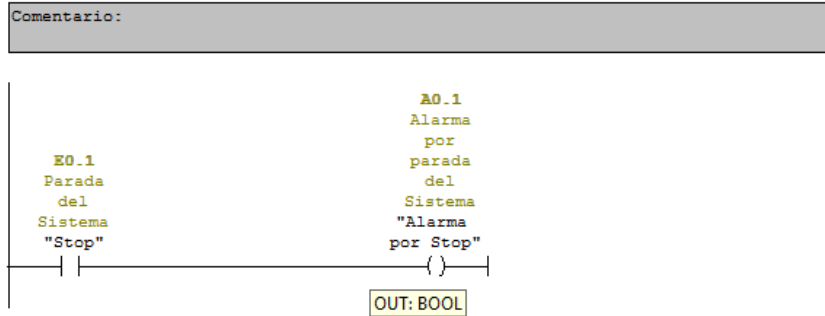 Comentario:
A0.1
Alarma
por
E0.1
parada
Parada
del
del
Sistema
Sistema
"Alarma
"Stop"
por Stop"
OUT: BOOL